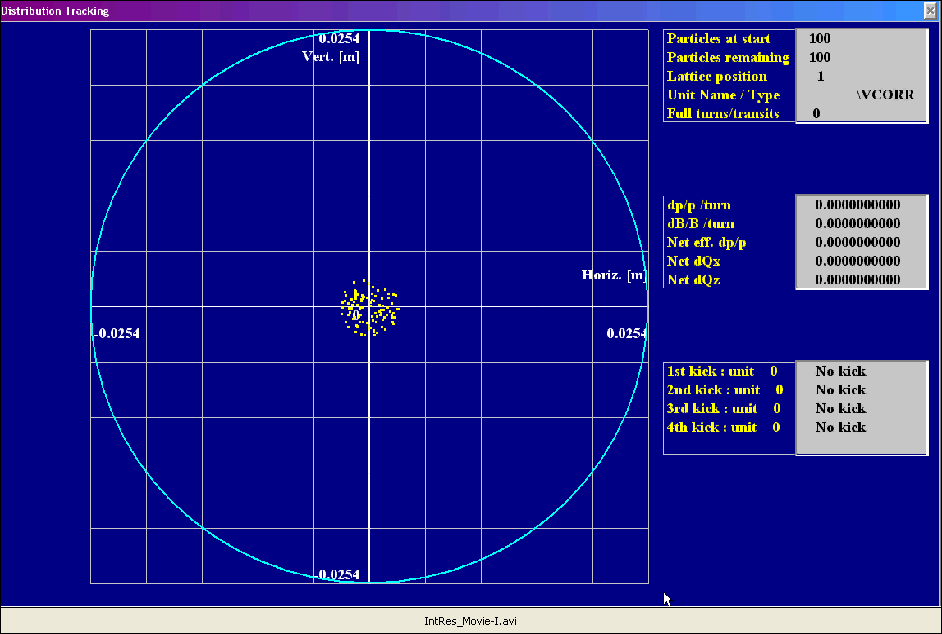 Distribution Tracking
0.0254
Vert. [m]
Horiz. [m]
0
-0.0254
0.0254
-0.0254
Particles at start 100
Particles remaining 100
Lattice position 1
Unit Name / Type \VCORR
Full turns/transits 0
dp/p /turn 0.0000000000
dB/B /turn 0.0000000000
Net eff. dp/p 0.0000000000
Net dQx 0.0000000000
Net dQz 0.0000000000
1st kick : unit 0 No kick
2nd kick : unit 0 No kick
3rd kick : unit 0 No kick
4th kick : unit 0 No kick
IntRes_Movie-I.avi